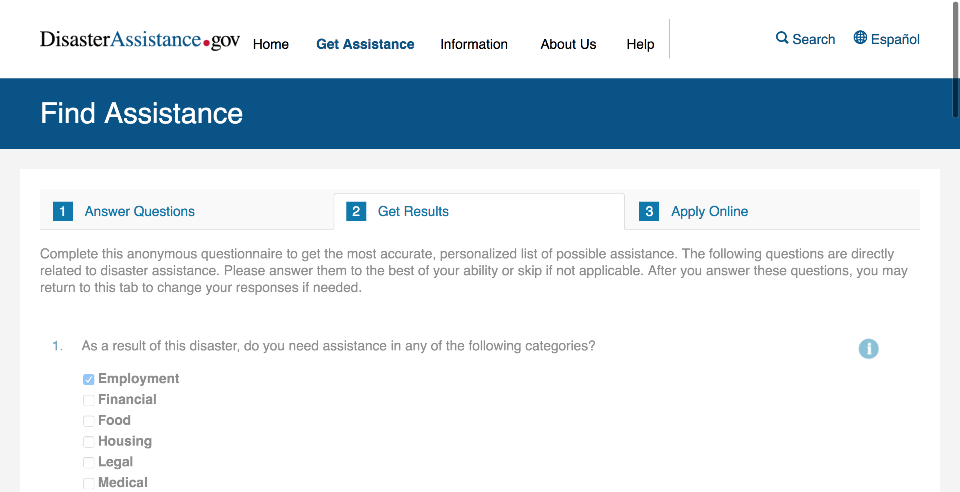 DisasterAssistance.gov
Home Get Assistance Information About Us Help
Search Español
Find Assistance
1 Answer Questions 2 Get Results 3 Apply Online
Complete this anonymous questionnaire to get the most accurate, personalized list of possible assistance. The following questions are directly
related to disaster assistance. Please answer them to the best of your ability or skip if not applicable. After you answer these questions, you may
return to this tab to change your responses if needed.
1. As a result of this disaster, do you need assistance in any of the following categories?
Employment
Financial
Food
Housing
Legal
Medical